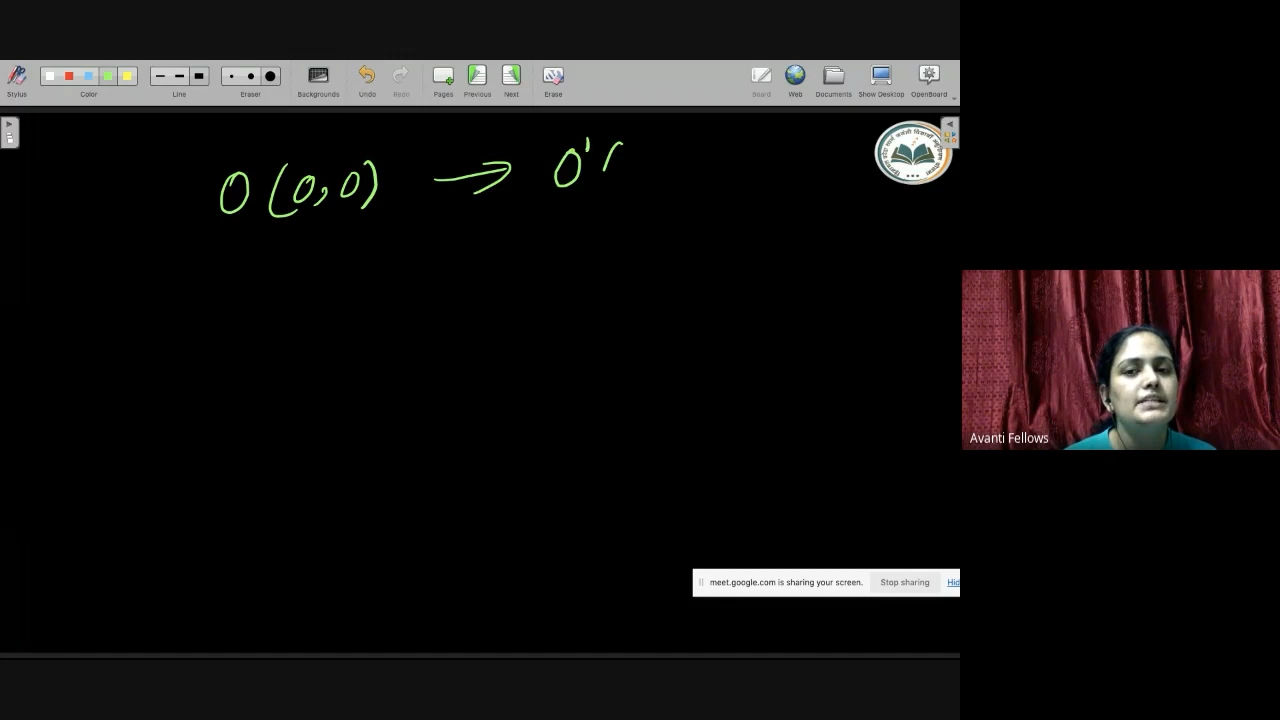 Stylus Color Line Eraser Backgrounds Undo Redo Pages Previous Next Erase Board Web Documents Show Desktop OpenBoard
O (0,0) → O'(
Avanti Fellows
meet.google.com is sharing your screen. Stop sharing Hid